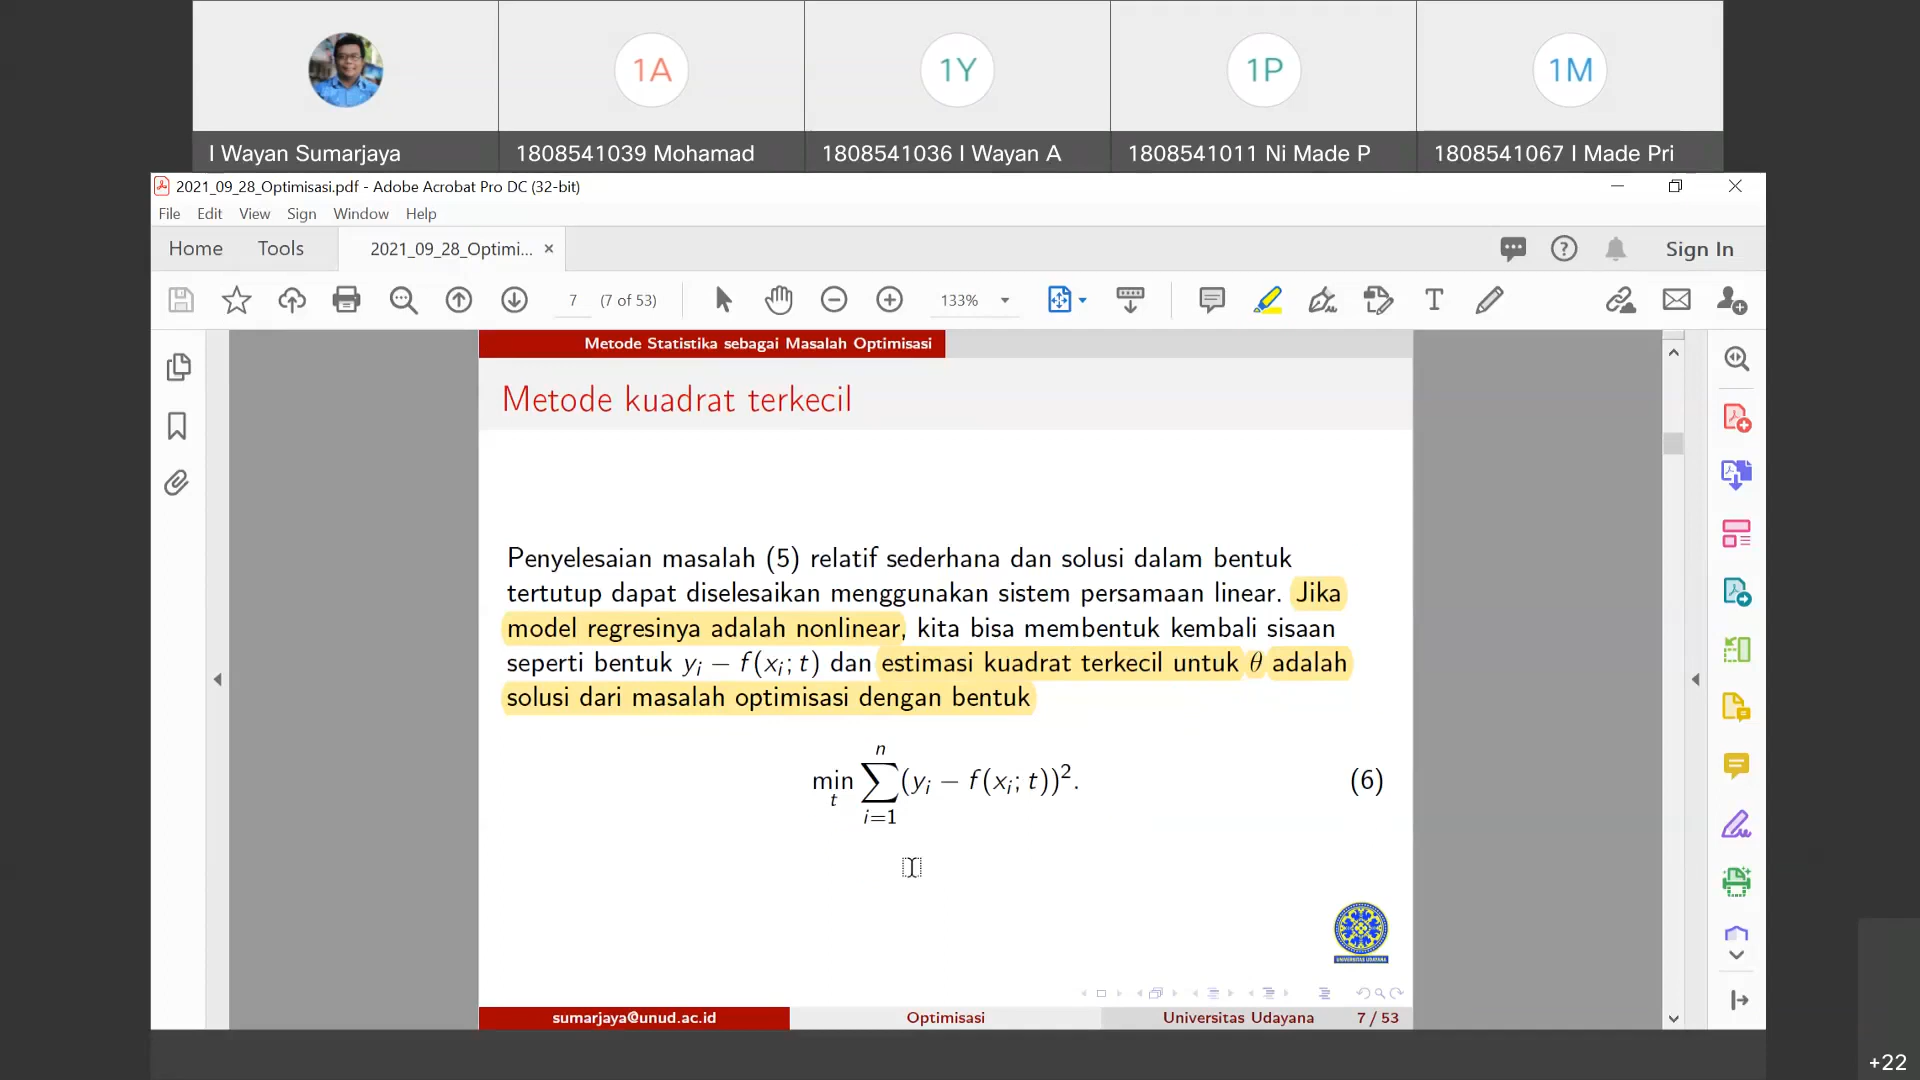 1A
1Y
1P
1M
I Wayan Sumarjaya
1808541039 Mohamad
1808541036 I Wayan A
1808541011 Ni Made P
1808541067 I Made Pri
2021_09_28_Optimisasi.pdf - Adobe Acrobat Pro DC (32-bit)
File Edit View Sign Window Help
Home Tools 2021_09_28_Optimi... × Sign In
7 (7 of 53) 133%
Metode Statistika sebagai Masalah Optimisasi
Metode kuadrat terkecil
Penyelesaian masalah (5) relatif sederhana dan solusi dalam bentuk
tertutup dapat diselesaikan menggunakan sistem persamaan linear. Jika
model regresinya adalah nonlinear, kita bisa membentuk kembali sisaan
seperti bentuk yᵢ − f(xᵢ; t) dan estimasi kuadrat terkecil untuk θ adalah
solusi dari masalah optimisasi dengan bentuk
min_t ∑_{i=1}^{n} (yᵢ − f(xᵢ; t))². (6)
UNIVERSITAS UDAYANA
sumarjaya@unud.ac.id Optimisasi Universitas Udayana 7 / 53
+22